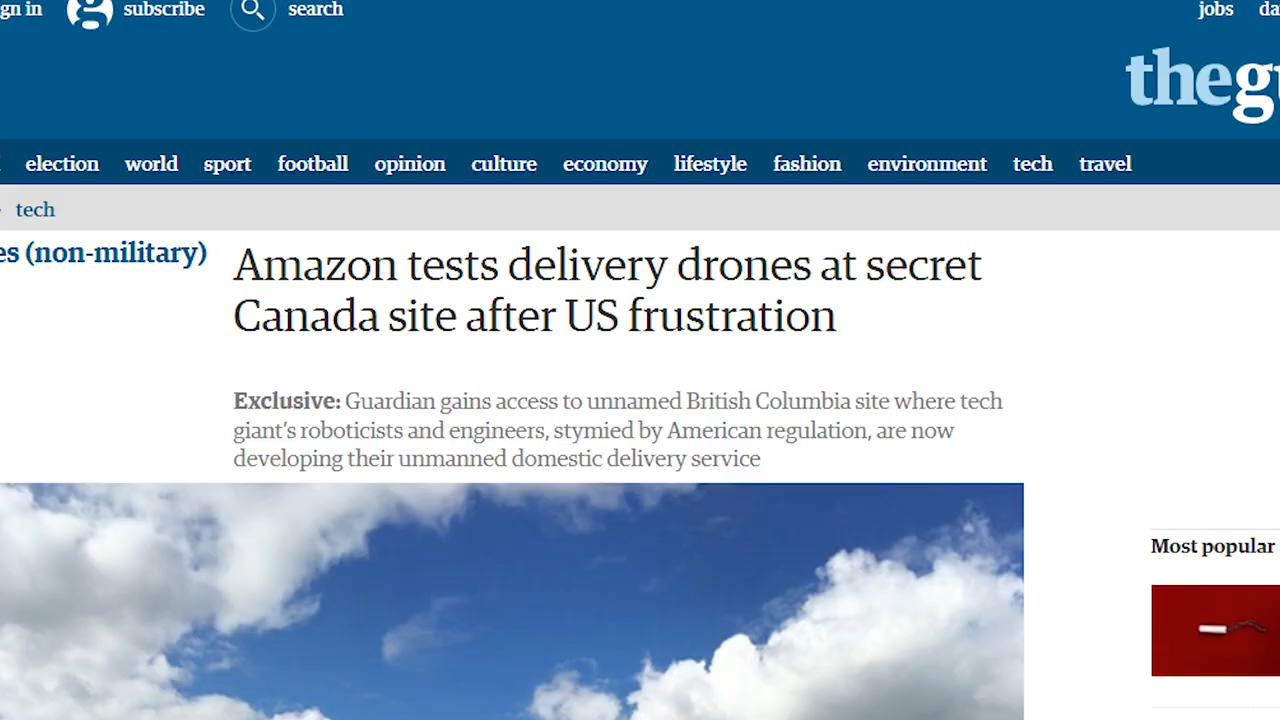 gn in subscribe search jobs da
thegu
election world sport football opinion culture economy lifestyle fashion environment tech travel
tech
es (non-military)
Amazon tests delivery drones at secret
Canada site after US frustration
Exclusive: Guardian gains access to unnamed British Columbia site where tech
giant’s roboticists and engineers, stymied by American regulation, are now
developing their unmanned domestic delivery service
Most popular